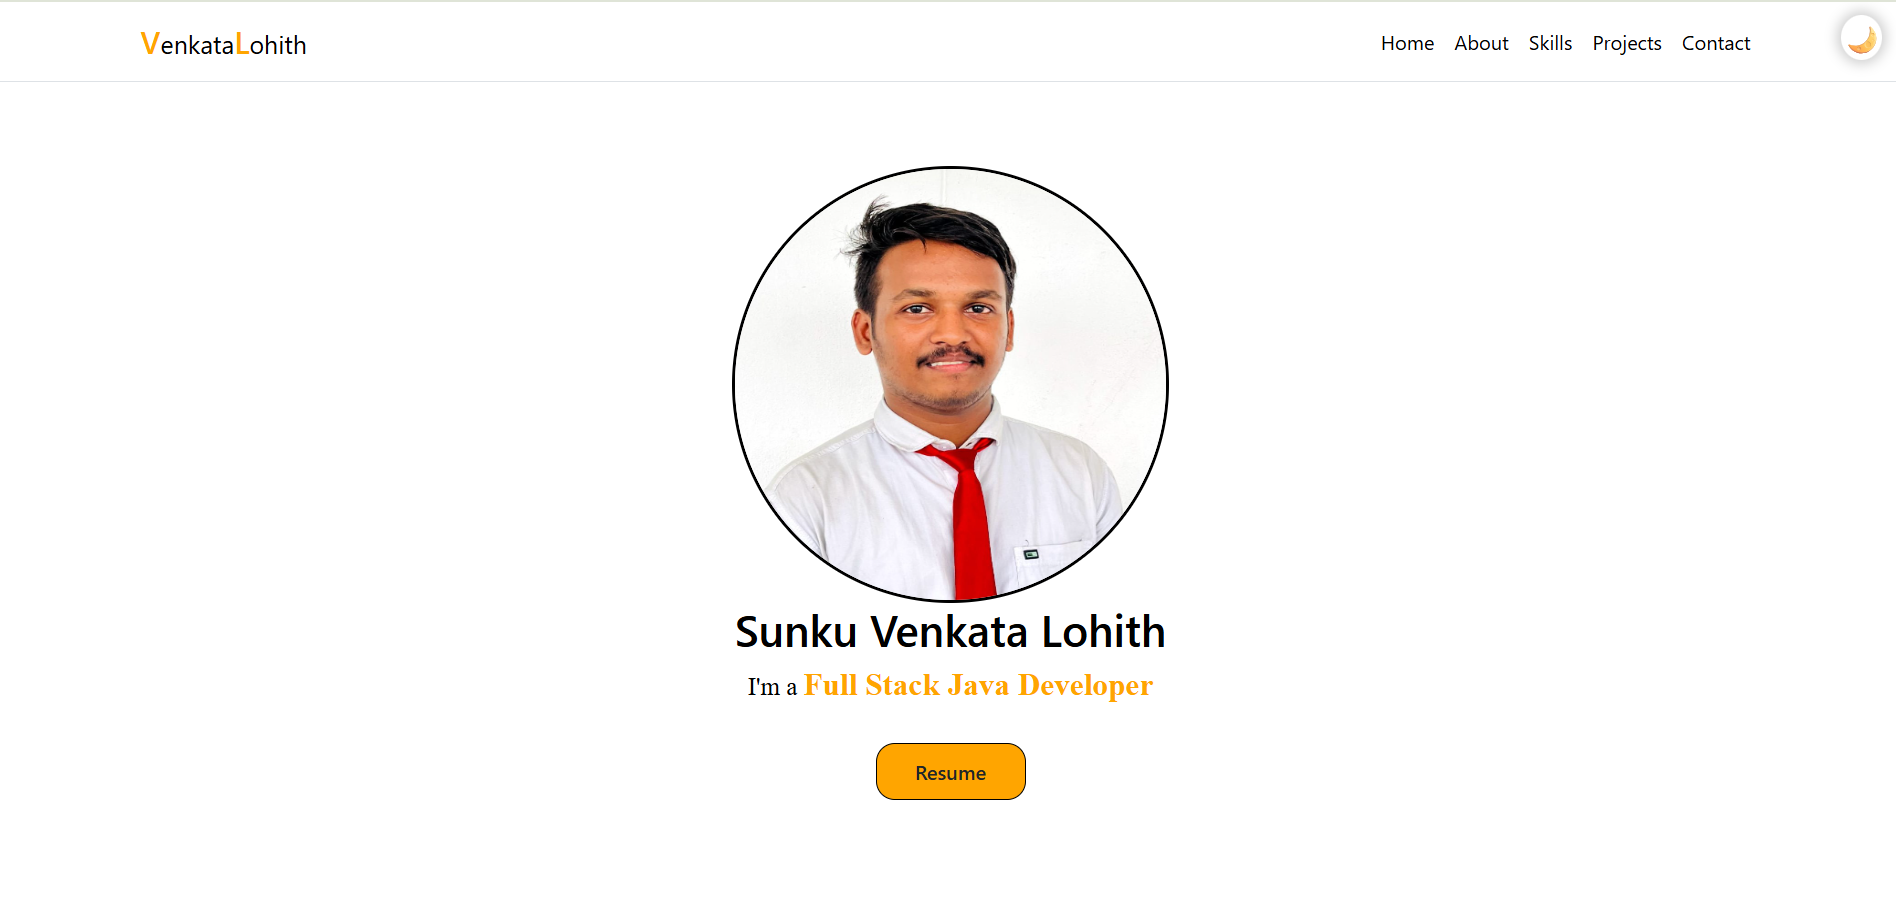 VenkataLohith
Home About Skills Projects Contact
Sunku Venkata Lohith
I'm a Full Stack Java Developer
Resume